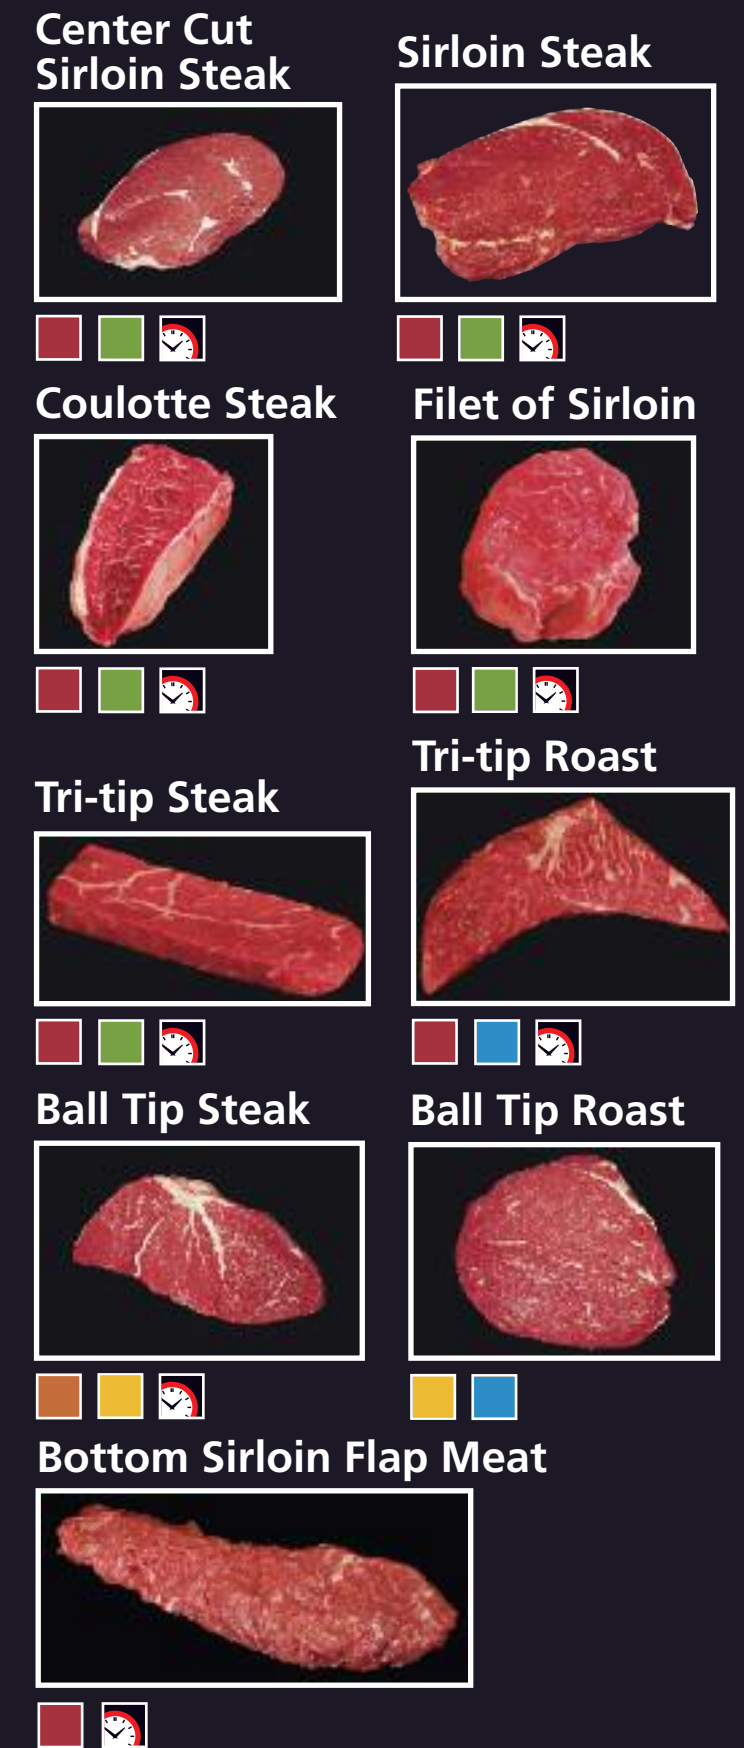 Center Cut
Sirloin Steak
Sirloin Steak
Coulotte Steak
Filet of Sirloin
Tri-tip Steak
Tri-tip Roast
Ball Tip Steak
Ball Tip Roast
Bottom Sirloin Flap Meat